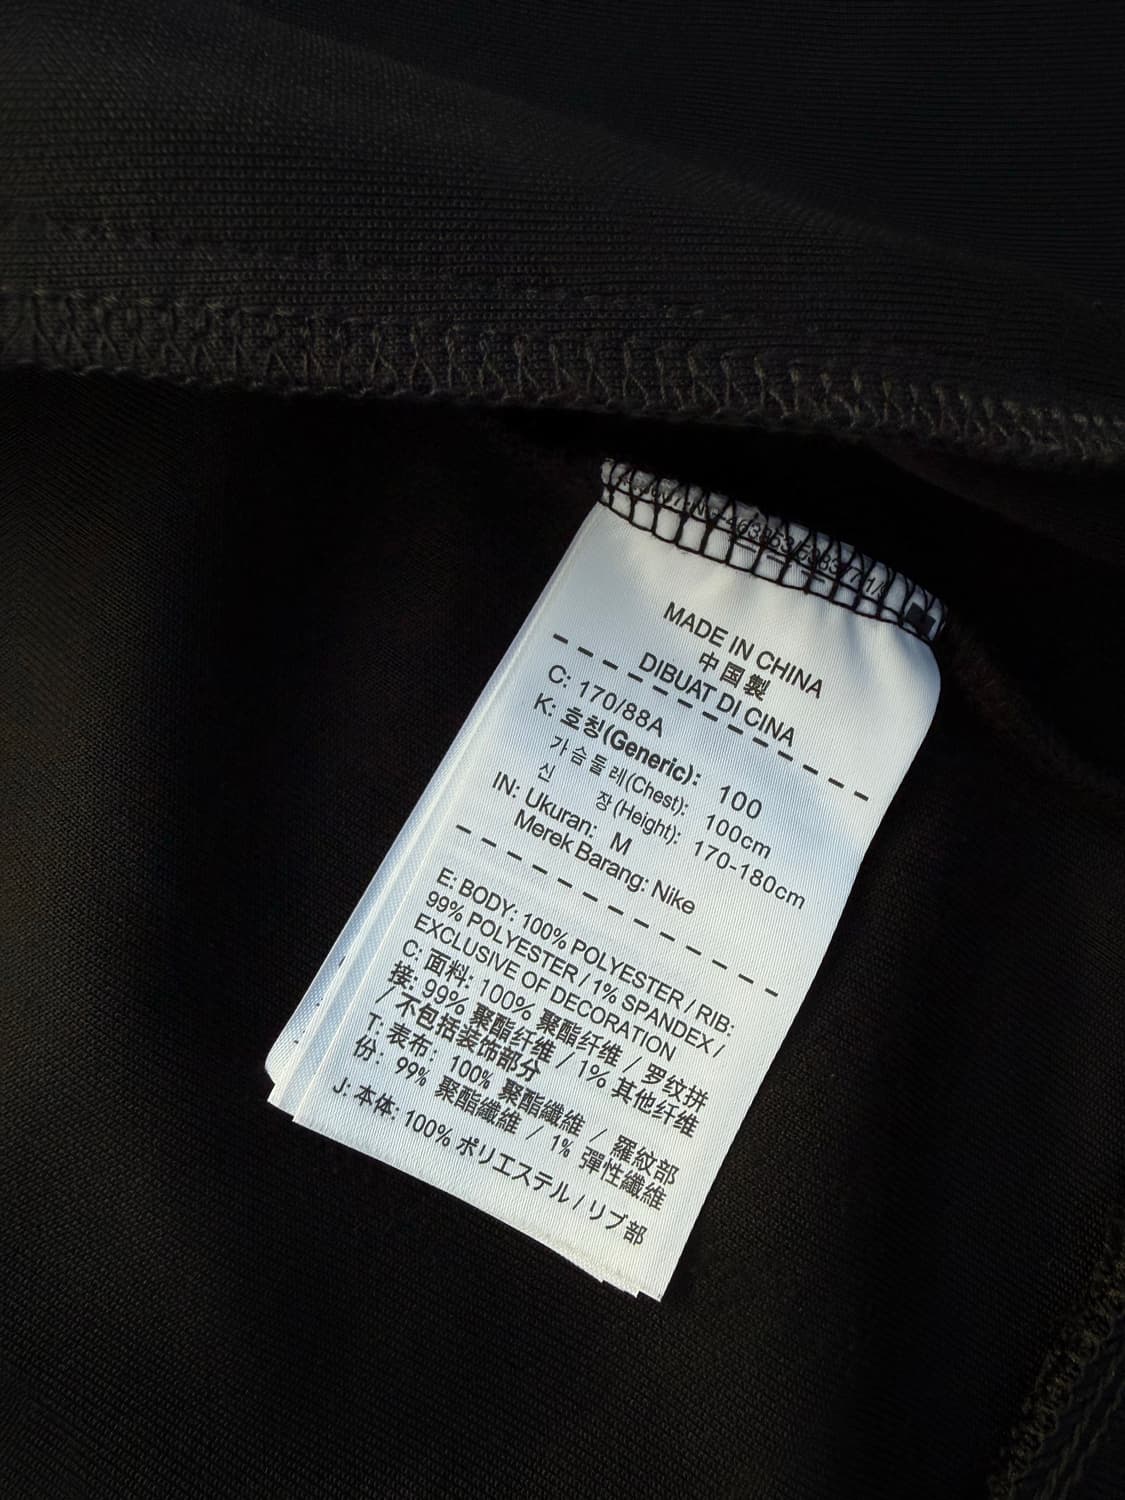 MADE IN CHINA
中国製
DIBUAT DI CINA
C: 170/88A
K: 호칭(Generic): 100
가슴둘레(Chest): 100cm
신 장(Height): 170-180cm
IN: Ukuran: M
Merek Barang: Nike
E: BODY: 100% POLYESTER / RIB:
99% POLYESTER / 1% SPANDEX /
EXCLUSIVE OF DECORATION
C: 面料: 100% 聚酯纤维 / 罗纹拼
接: 99% 聚酯纤维 / 1% 其他纤维
/ 不包括装饰部分
T: 表布: 100% 聚酯纖維 / 羅紋部
份: 99% 聚酯纖維 / 1% 彈性纖維
J: 本体: 100% ポリエステル / リブ部